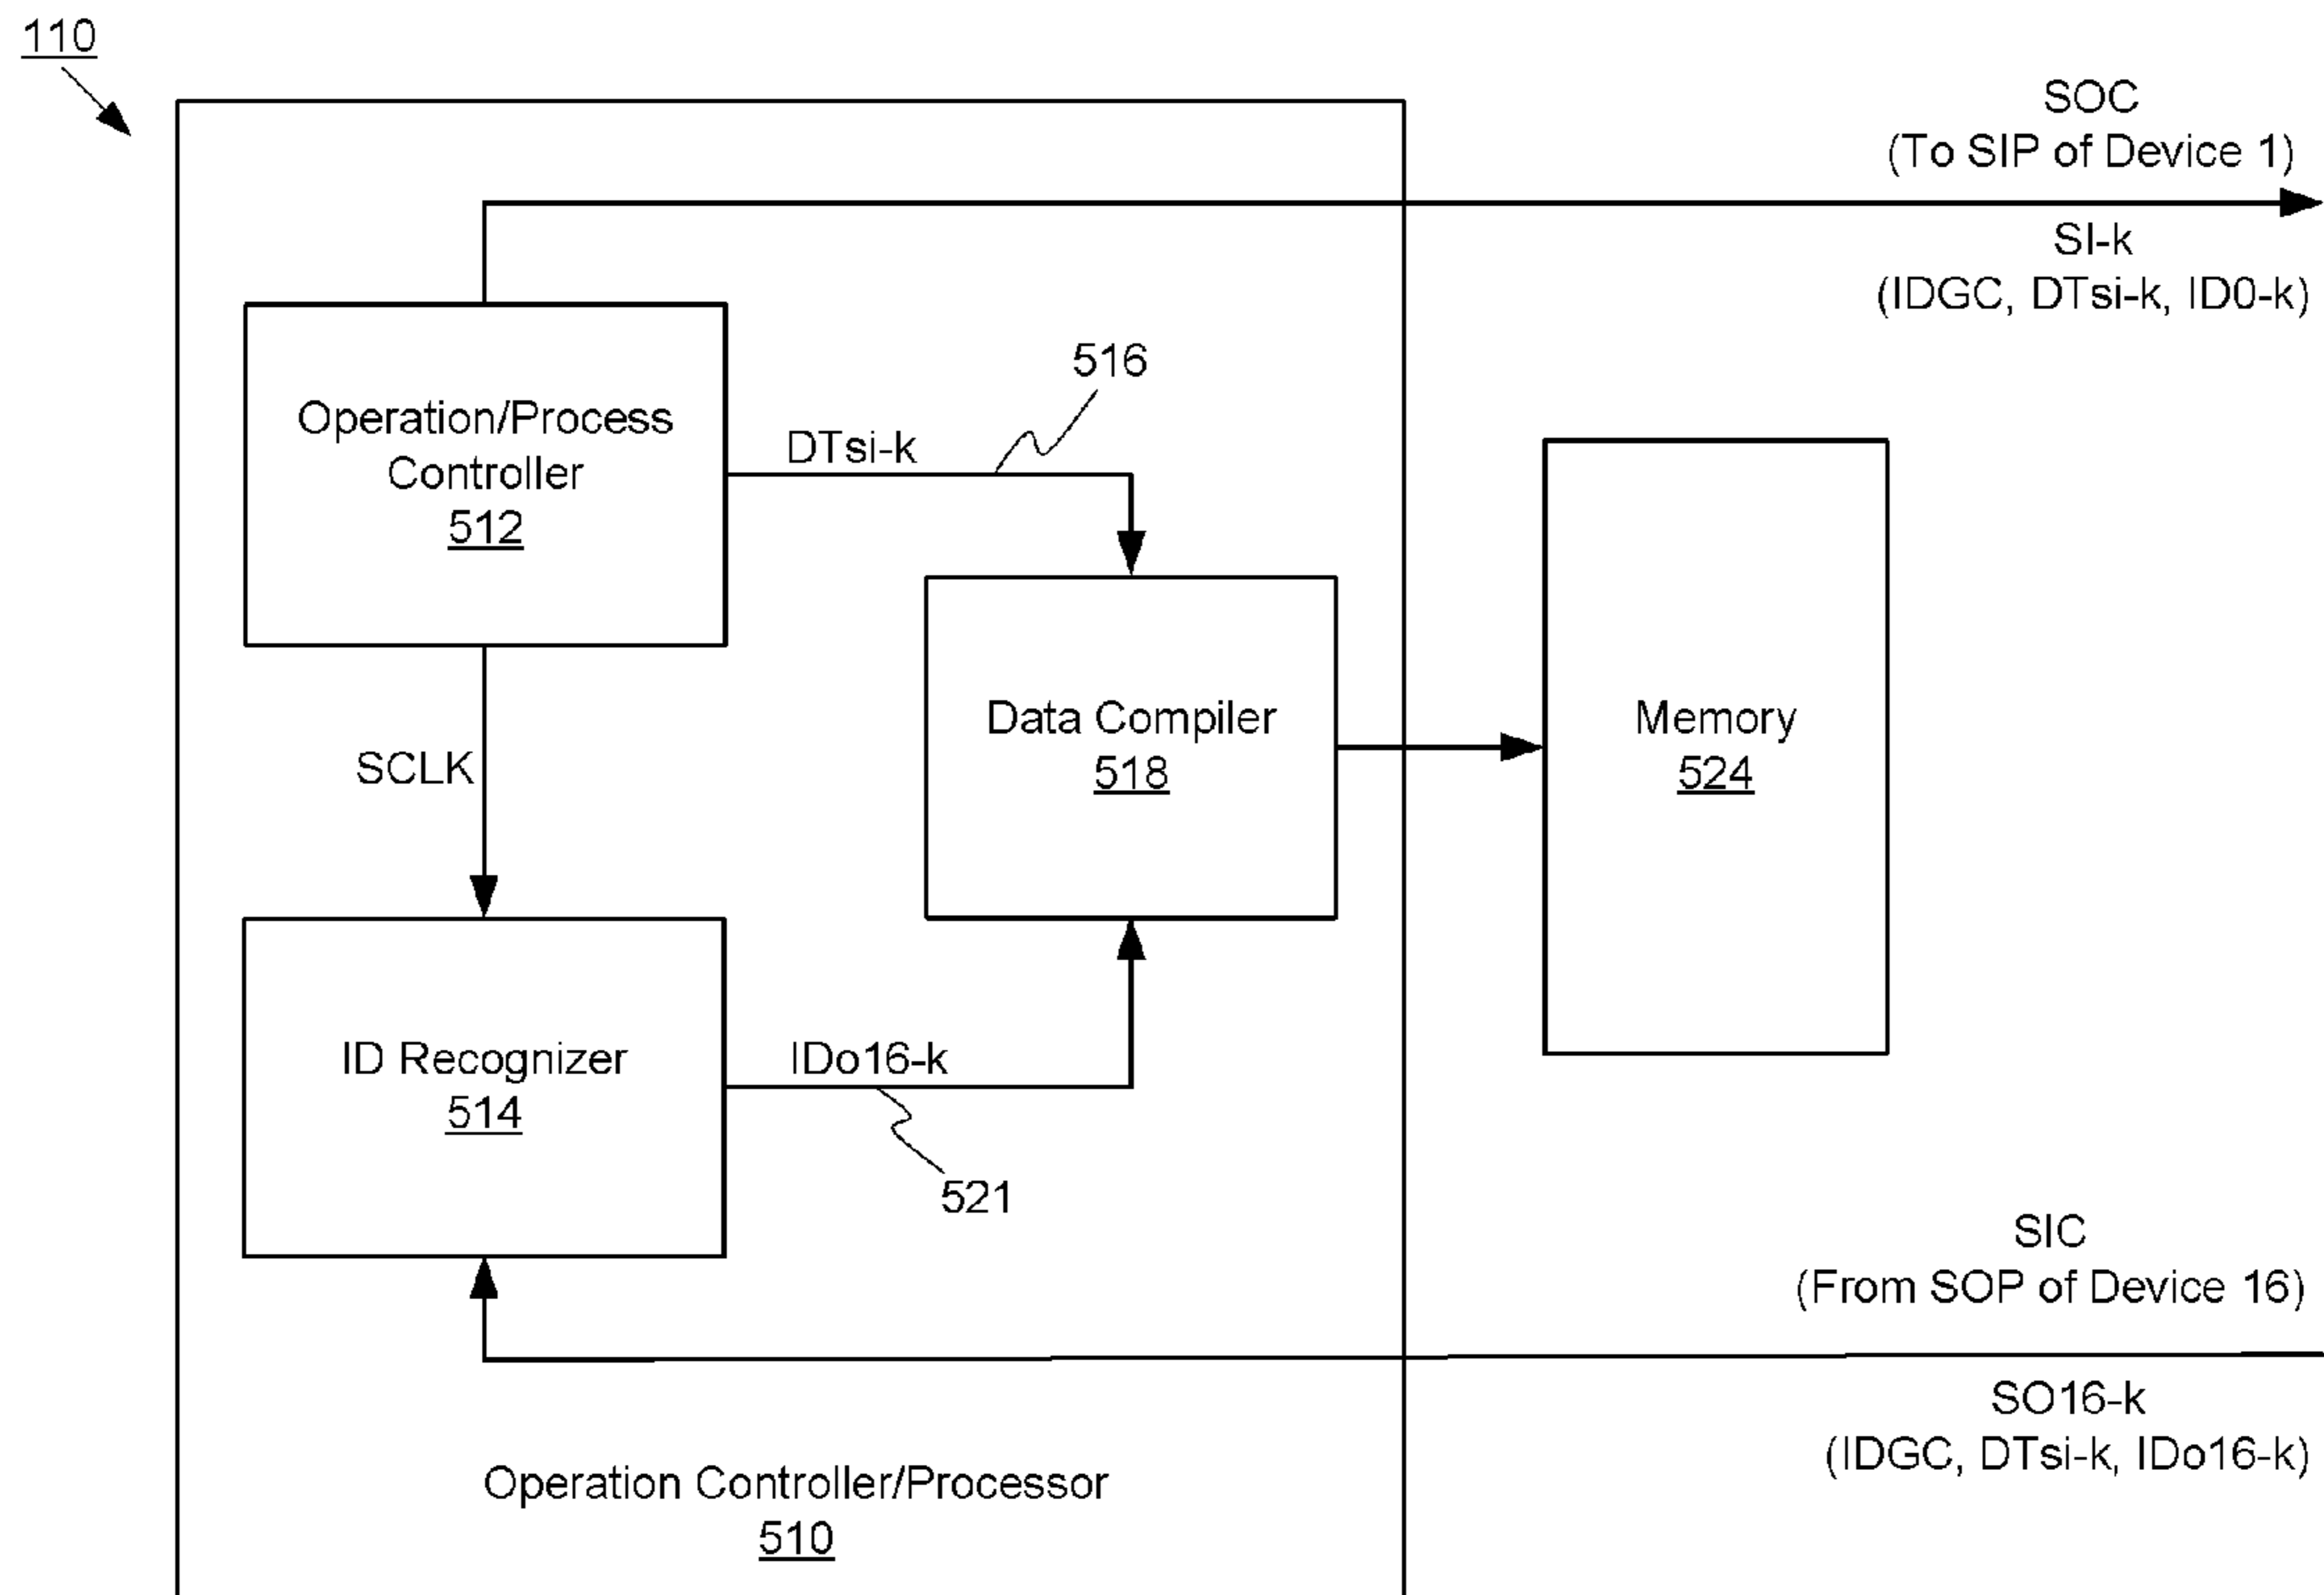 110
SOC
(To SIP of Device 1)
SI-k
(IDGC, DTsi-k, ID0-k)
516
Operation/Process
Controller
512
DTsi-k
Data Compiler
518
Memory
524
SCLK
ID Recognizer
514
IDo16-k
521
SIC
(From SOP of Device 16)
SO16-k
(IDGC, DTsi-k, IDo16-k)
Operation Controller/Processor
510